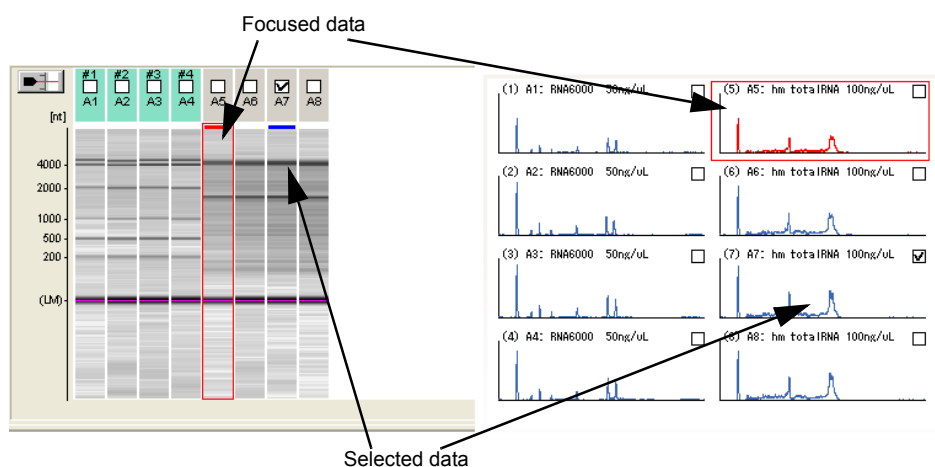 Focused data
#1 #2 #3 #4
A1 A2 A3 A4 A5 A6 A7 A8
[nt]
4000
2000
1000
500
200
(LM)
(1) A1: RNA6000 50ng/uL
(2) A2: RNA6000 50ng/uL
(3) A3: RNA6000 50ng/uL
(4) A4: RNA6000 50ng/uL
(5) A5: hm totalRNA 100ng/uL
(6) A6: hm totalRNA 100ng/uL
(7) A7: hm totalRNA 100ng/uL
(8) A8: hm totalRNA 100ng/uL
Selected data